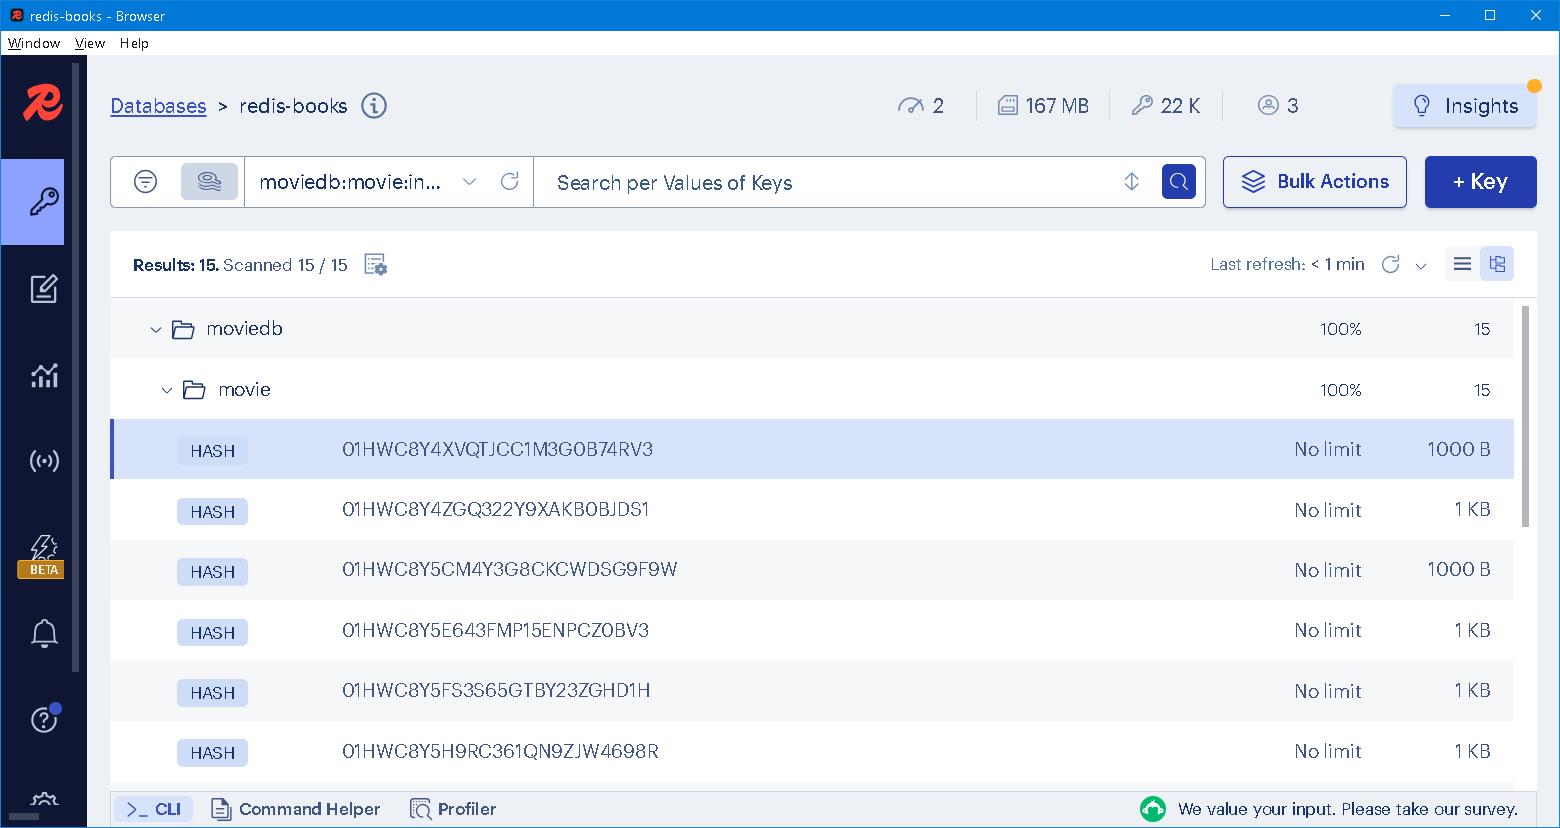 redis-books - Browser
Window View Help
Databases > redis-books 2 167 MB 22 K 3 Insights
moviedb:movie:in... Search per Values of Keys Bulk Actions + Key
Results: 15. Scanned 15 / 15 Last refresh: < 1 min
moviedb 100% 15
movie 100% 15
HASH 01HWC8Y4XVQTJCC1M3G0B74RV3 No limit 1000 B
HASH 01HWC8Y4ZGQ322Y9XAKB0BJDS1 No limit 1 KB
HASH 01HWC8Y5CM4Y3G8CKCWDSG9F9W No limit 1000 B
HASH 01HWC8Y5E643FMP15ENPCZ0BV3 No limit 1 KB
HASH 01HWC8Y5FS3S65GTBY23ZGHD1H No limit 1 KB
BETA
HASH 01HWC8Y5H9RC361QN9ZJW4698R No limit 1 KB
>_ CLI Command Helper Profiler We value your input. Please take our survey.